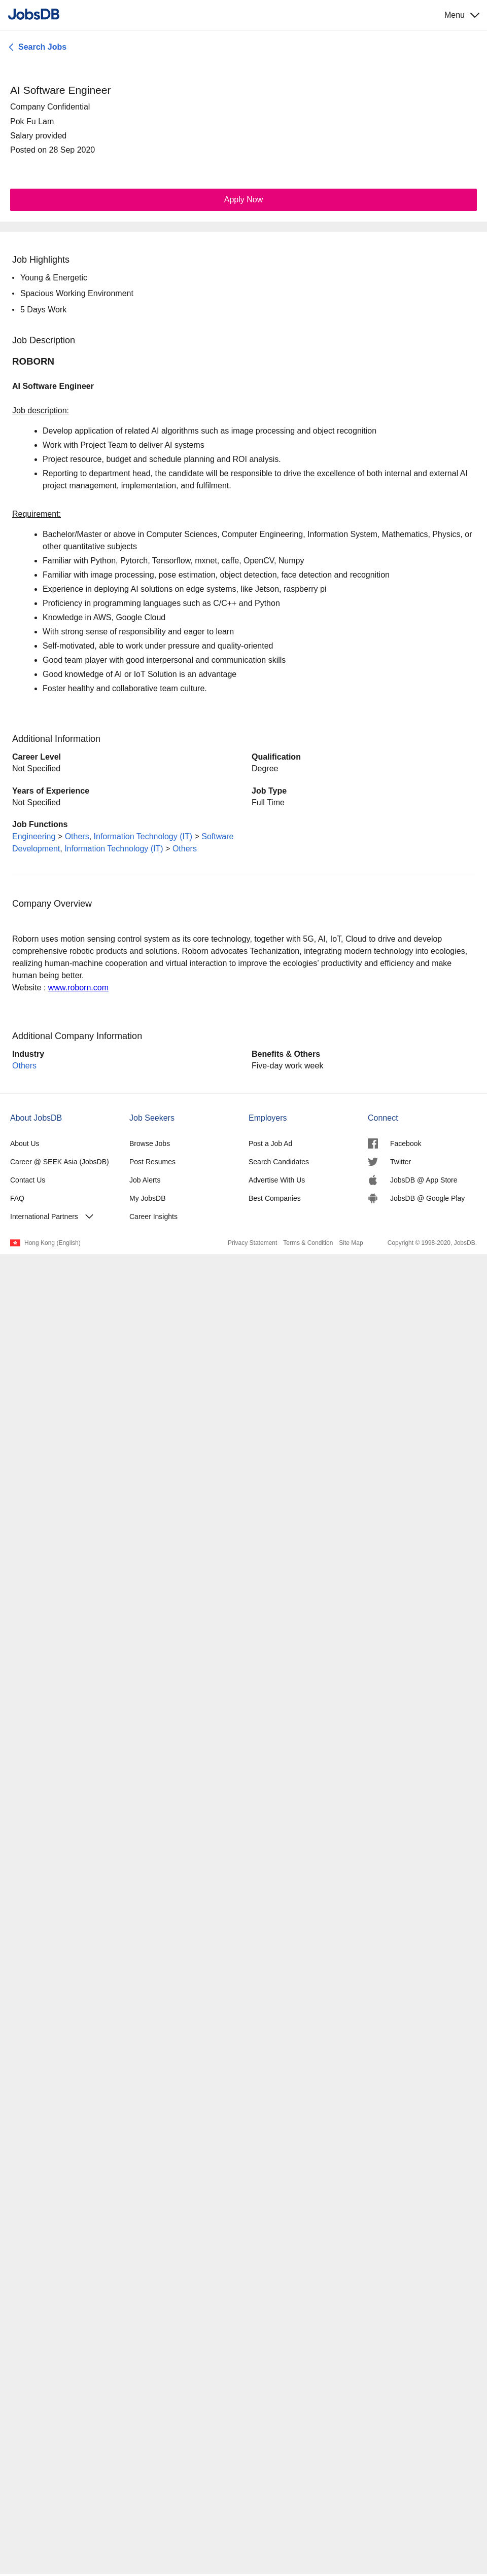 JobsDB
Menu
Search Jobs
AI Software Engineer
Company Confidential
Pok Fu Lam
Salary provided
Posted on 28 Sep 2020
Apply Now
Job Highlights
• Young & Energetic
• Spacious Working Environment
• 5 Days Work
Job Description
ROBORN
AI Software Engineer
Job description:
• Develop application of related AI algorithms such as image processing and object recognition
• Work with Project Team to deliver AI systems
• Project resource, budget and schedule planning and ROI analysis.
• Reporting to department head, the candidate will be responsible to drive the excellence of both internal and external AI
project management, implementation, and fulfilment.
Requirement:
• Bachelor/Master or above in Computer Sciences, Computer Engineering, Information System, Mathematics, Physics, or
other quantitative subjects
• Familiar with Python, Pytorch, Tensorflow, mxnet, caffe, OpenCV, Numpy
• Familiar with image processing, pose estimation, object detection, face detection and recognition
• Experience in deploying AI solutions on edge systems, like Jetson, raspberry pi
• Proficiency in programming languages such as C/C++ and Python
• Knowledge in AWS, Google Cloud
• With strong sense of responsibility and eager to learn
• Self-motivated, able to work under pressure and quality-oriented
• Good team player with good interpersonal and communication skills
• Good knowledge of AI or IoT Solution is an advantage
• Foster healthy and collaborative team culture.
Additional Information
Career Level
Not Specified
Qualification
Degree
Years of Experience
Not Specified
Job Type
Full Time
Job Functions
Engineering > Others, Information Technology (IT) > Software
Development, Information Technology (IT) > Others
Company Overview
Roborn uses motion sensing control system as its core technology, together with 5G, AI, IoT, Cloud to drive and develop
comprehensive robotic products and solutions. Roborn advocates Techanization, integrating modern technology into ecologies,
realizing human-machine cooperation and virtual interaction to improve the ecologies' productivity and efficiency and make
human being better.
Website : www.roborn.com
Additional Company Information
Industry
Others
Benefits & Others
Five-day work week
About JobsDB
About Us
Career @ SEEK Asia (JobsDB)
Contact Us
FAQ
International Partners
Job Seekers
Browse Jobs
Post Resumes
Job Alerts
My JobsDB
Career Insights
Employers
Post a Job Ad
Search Candidates
Advertise With Us
Best Companies
Connect
Facebook
Twitter
JobsDB @ App Store
JobsDB @ Google Play
Hong Kong (English)
Privacy Statement Terms & Condition Site Map Copyright © 1998-2020, JobsDB.